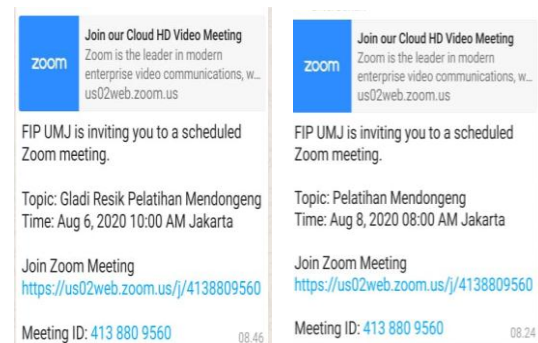 zoom
Join our Cloud HD Video Meeting
Zoom is the leader in modern
enterprise video communications, w...
us02web.zoom.us
FIP UMJ is inviting you to a scheduled
Zoom meeting.
Topic: Gladi Resik Pelatihan Mendongeng
Time: Aug 6, 2020 10:00 AM Jakarta
Join Zoom Meeting
https://us02web.zoom.us/j/4138809560
Meeting ID: 413 880 9560
08.46
zoom
Join our Cloud HD Video Meeting
Zoom is the leader in modern
enterprise video communications, w...
us02web.zoom.us
FIP UMJ is inviting you to a scheduled
Zoom meeting.
Topic: Pelatihan Mendongeng
Time: Aug 8, 2020 08:00 AM Jakarta
Join Zoom Meeting
https://us02web.zoom.us/j/4138809560
Meeting ID: 413 880 9560
08.24